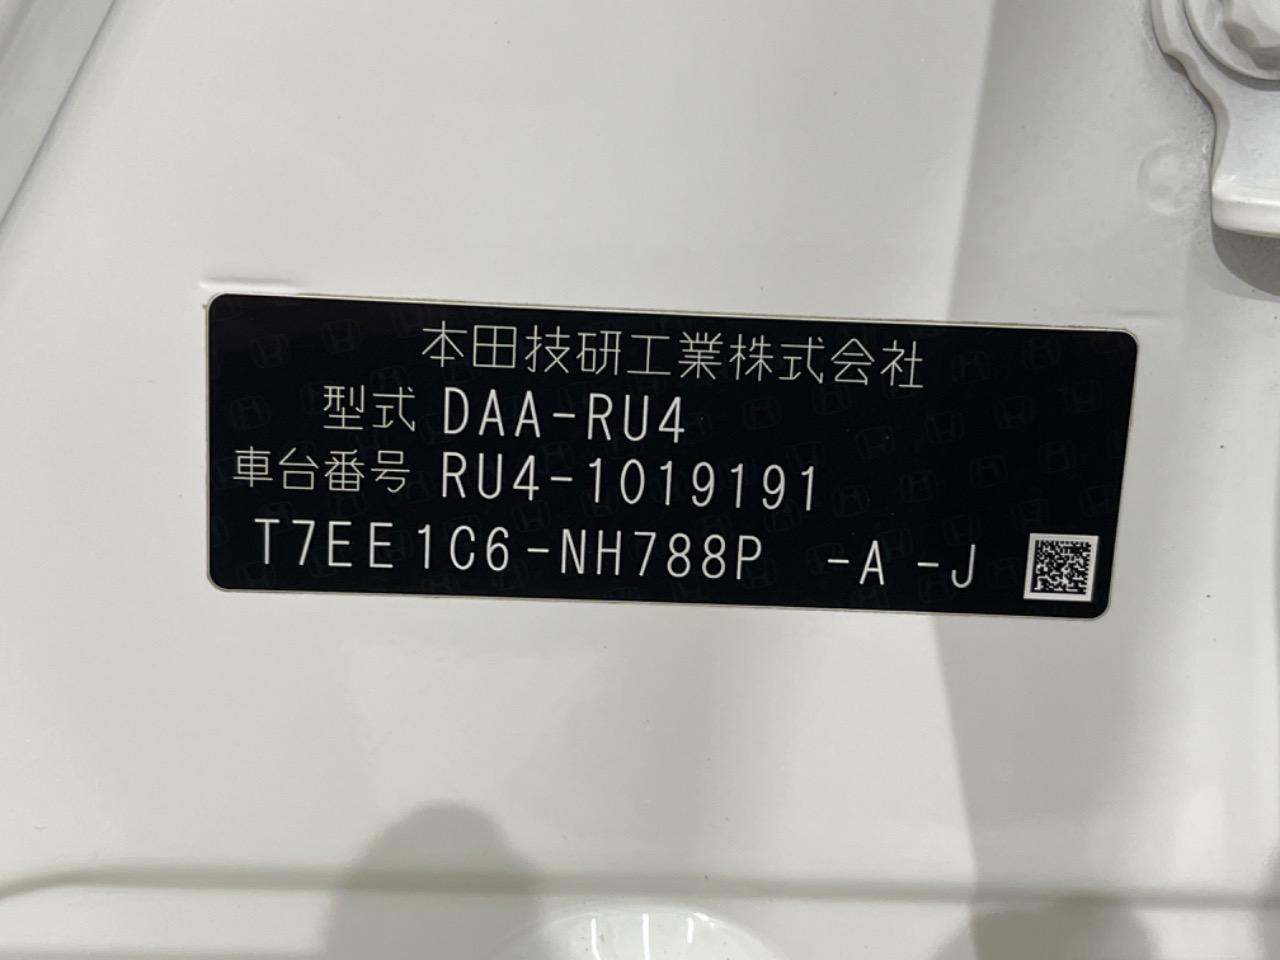 本田技研工業株式会社
型式 DAA-RU4
車台番号 RU4-1019191
T7EE1C6-NH788P -A -J